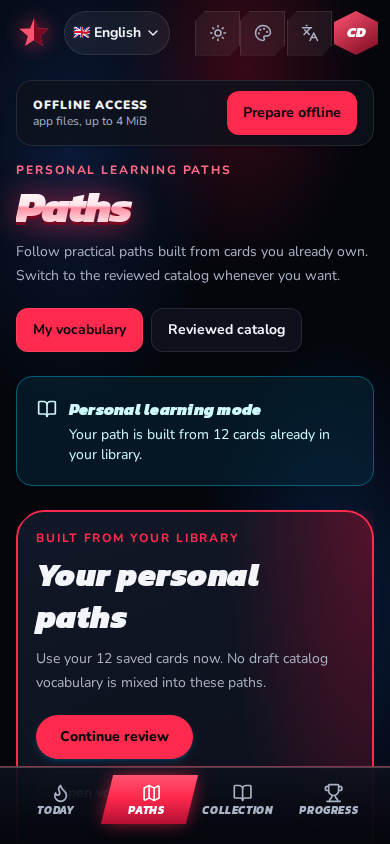 🇬🇧 English
CD
OFFLINE ACCESS
app files, up to 4 MiB
Prepare offline
PERSONAL LEARNING PATHS
Paths
Follow practical paths built from cards you already own.
Switch to the reviewed catalog whenever you want.
My vocabulary
Reviewed catalog
Personal learning mode
Your path is built from 12 cards already in
your library.
BUILT FROM YOUR LIBRARY
Your personal
paths
Use your 12 saved cards now. No draft catalog
vocabulary is mixed into these paths.
Continue review
TODAY
PATHS
COLLECTION
PROGRESS